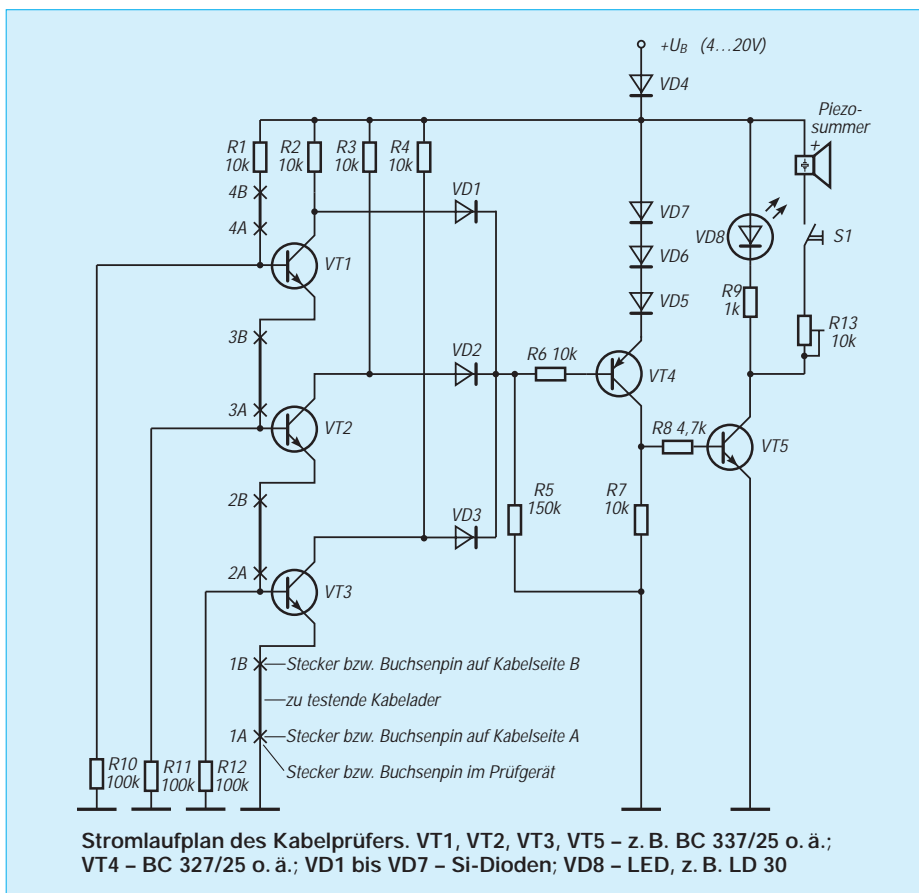 +UB (4...20V)
VD4
Piezo-
summer
+
R1
10k
R2
10k
R3
10k
R4
10k
4B
4A
VD1
VT1
VD7
VD6
VD5
VD8
S1
R9
1k
R13
10k
3B
3A
VD2
R6 10k
VT4
VT2
R8 4,7k
VT5
2B
2A
VD3
R5
150k
R7
10k
VT3
1B
Stecker bzw. Buchsenpin auf Kabelseite B
zu testende Kabelader
1A
Stecker bzw. Buchsenpin auf Kabelseite A
Stecker bzw. Buchsenpin im Prüfgerät
R10
100k
R11
100k
R12
100k
Stromlaufplan des Kabelprüfers. VT1, VT2, VT3, VT5 – z. B. BC 337/25 o. ä.;
VT4 – BC 327/25 o. ä.; VD1 bis VD7 – Si-Dioden; VD8 – LED, z. B. LD 30